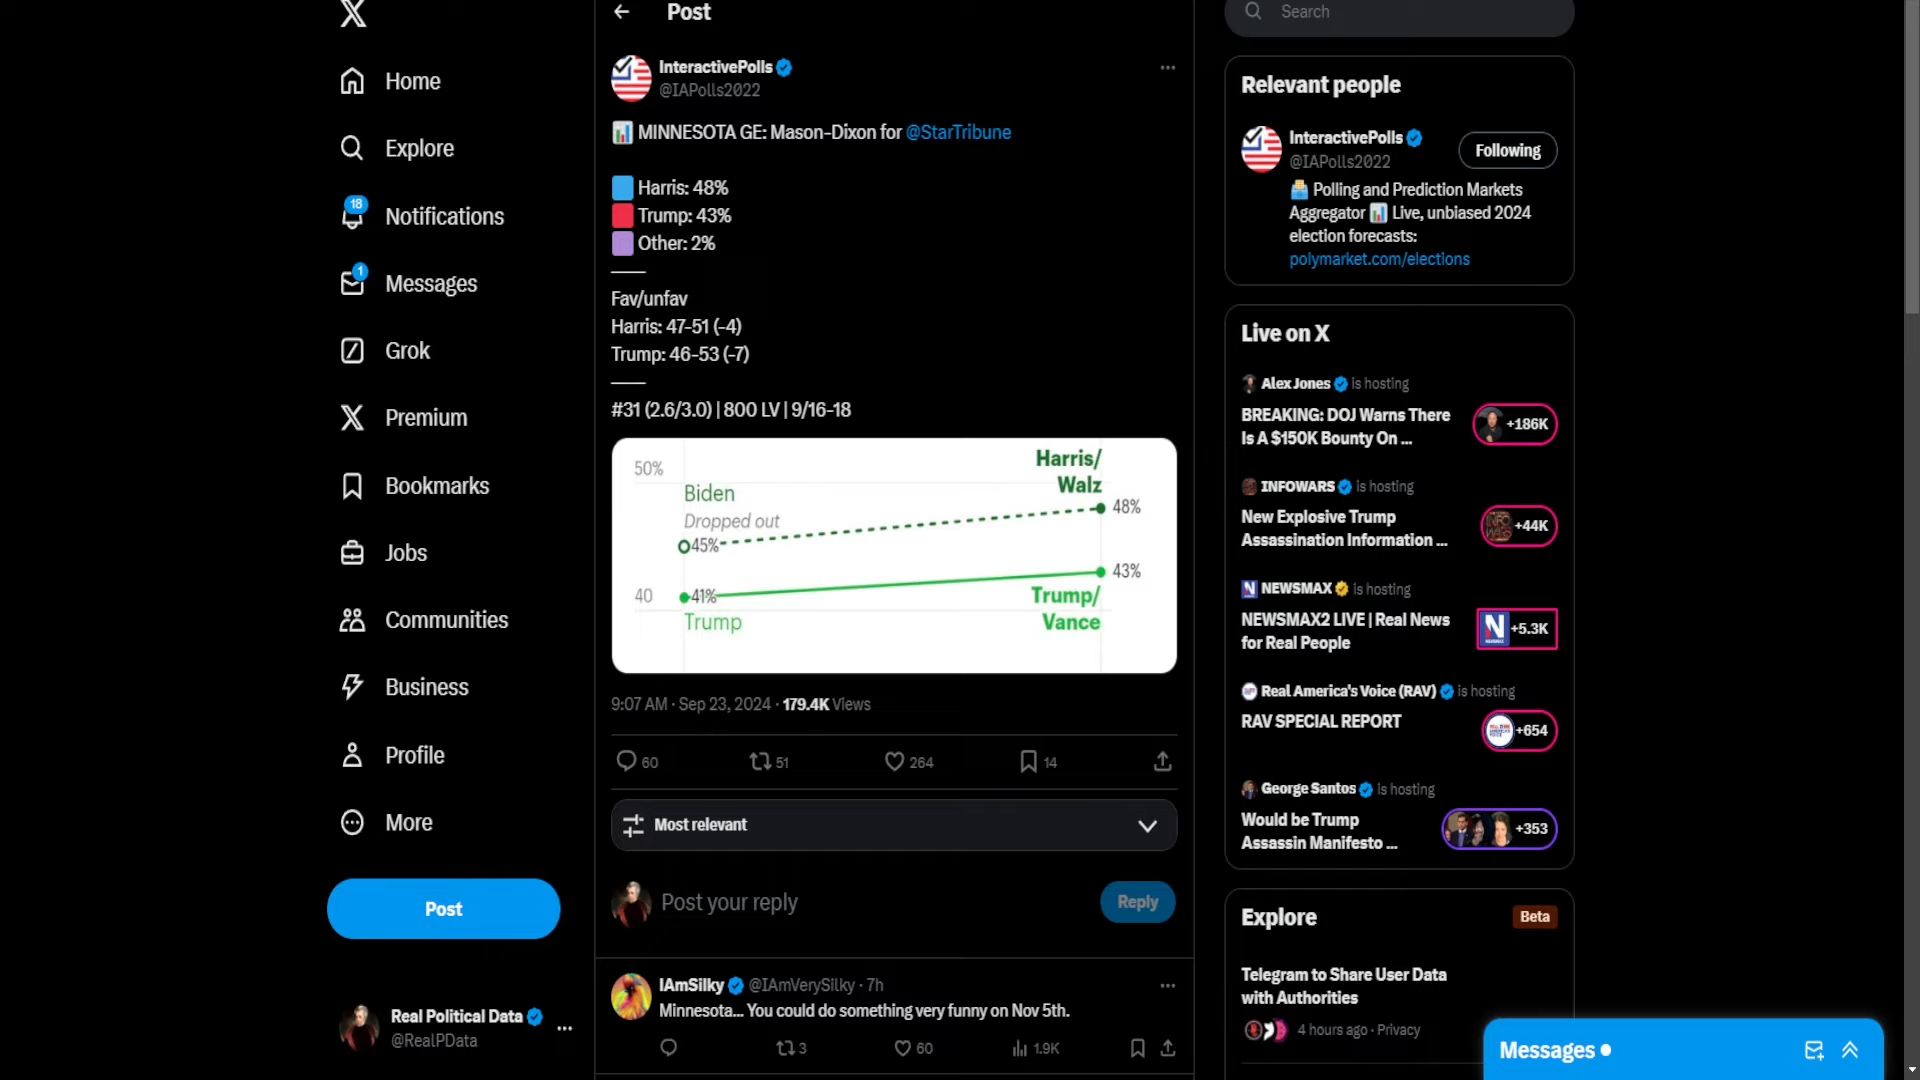 Home
Explore
18
Notifications
1
Messages
Grok
Premium
Bookmarks
Jobs
Communities
Business
Profile
More
Post
Real Political Data
@RealPData
Post
InteractivePolls
@IAPolls2022
MINNESOTA GE: Mason-Dixon for @StarTribune
Harris: 48%
Trump: 43%
Other: 2%
——
Fav/unfav
Harris: 47-51 (-4)
Trump: 46-53 (-7)
——
#31 (2.6/3.0) | 800 LV | 9/16-18
50%
Harris/
Walz
Biden
Dropped out
48%
45%
43%
40
41%
Trump/
Vance
Trump
9:07 AM · Sep 23, 2024 · 179.4K Views
60 51 264 14
Most relevant
Post your reply
Reply
IAmSilky @IAmVerySIlky · 7h
Minnesota... You could do something very funny on Nov 5th.
3 60 1.9K
Search
Relevant people
InteractivePolls
@IAPolls2022
Following
Polling and Prediction Markets
Aggregator Live, unbiased 2024
election forecasts:
polymarket.com/elections
Live on X
Alex Jones is hosting
BREAKING: DOJ Warns There
Is A $150K Bounty On ...
+186K
INFOWARS is hosting
New Explosive Trump
Assassination Information ...
+44K
NEWSMAX is hosting
NEWSMAX2 LIVE | Real News
for Real People
+5.3K
Real America's Voice (RAV) is hosting
RAV SPECIAL REPORT
+654
George Santos is hosting
Would be Trump
Assassin Manifesto ...
+353
Explore
Beta
Telegram to Share User Data
with Authorities
4 hours ago · Privacy
Messages